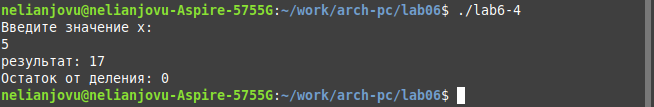 nelianjovu@nelianjovu-Aspire-5755G:~/work/arch-pc/lab06$ ./lab6-4
Введите значение x:
5
результат: 17
Остаток от деления: 0
nelianjovu@nelianjovu-Aspire-5755G:~/work/arch-pc/lab06$